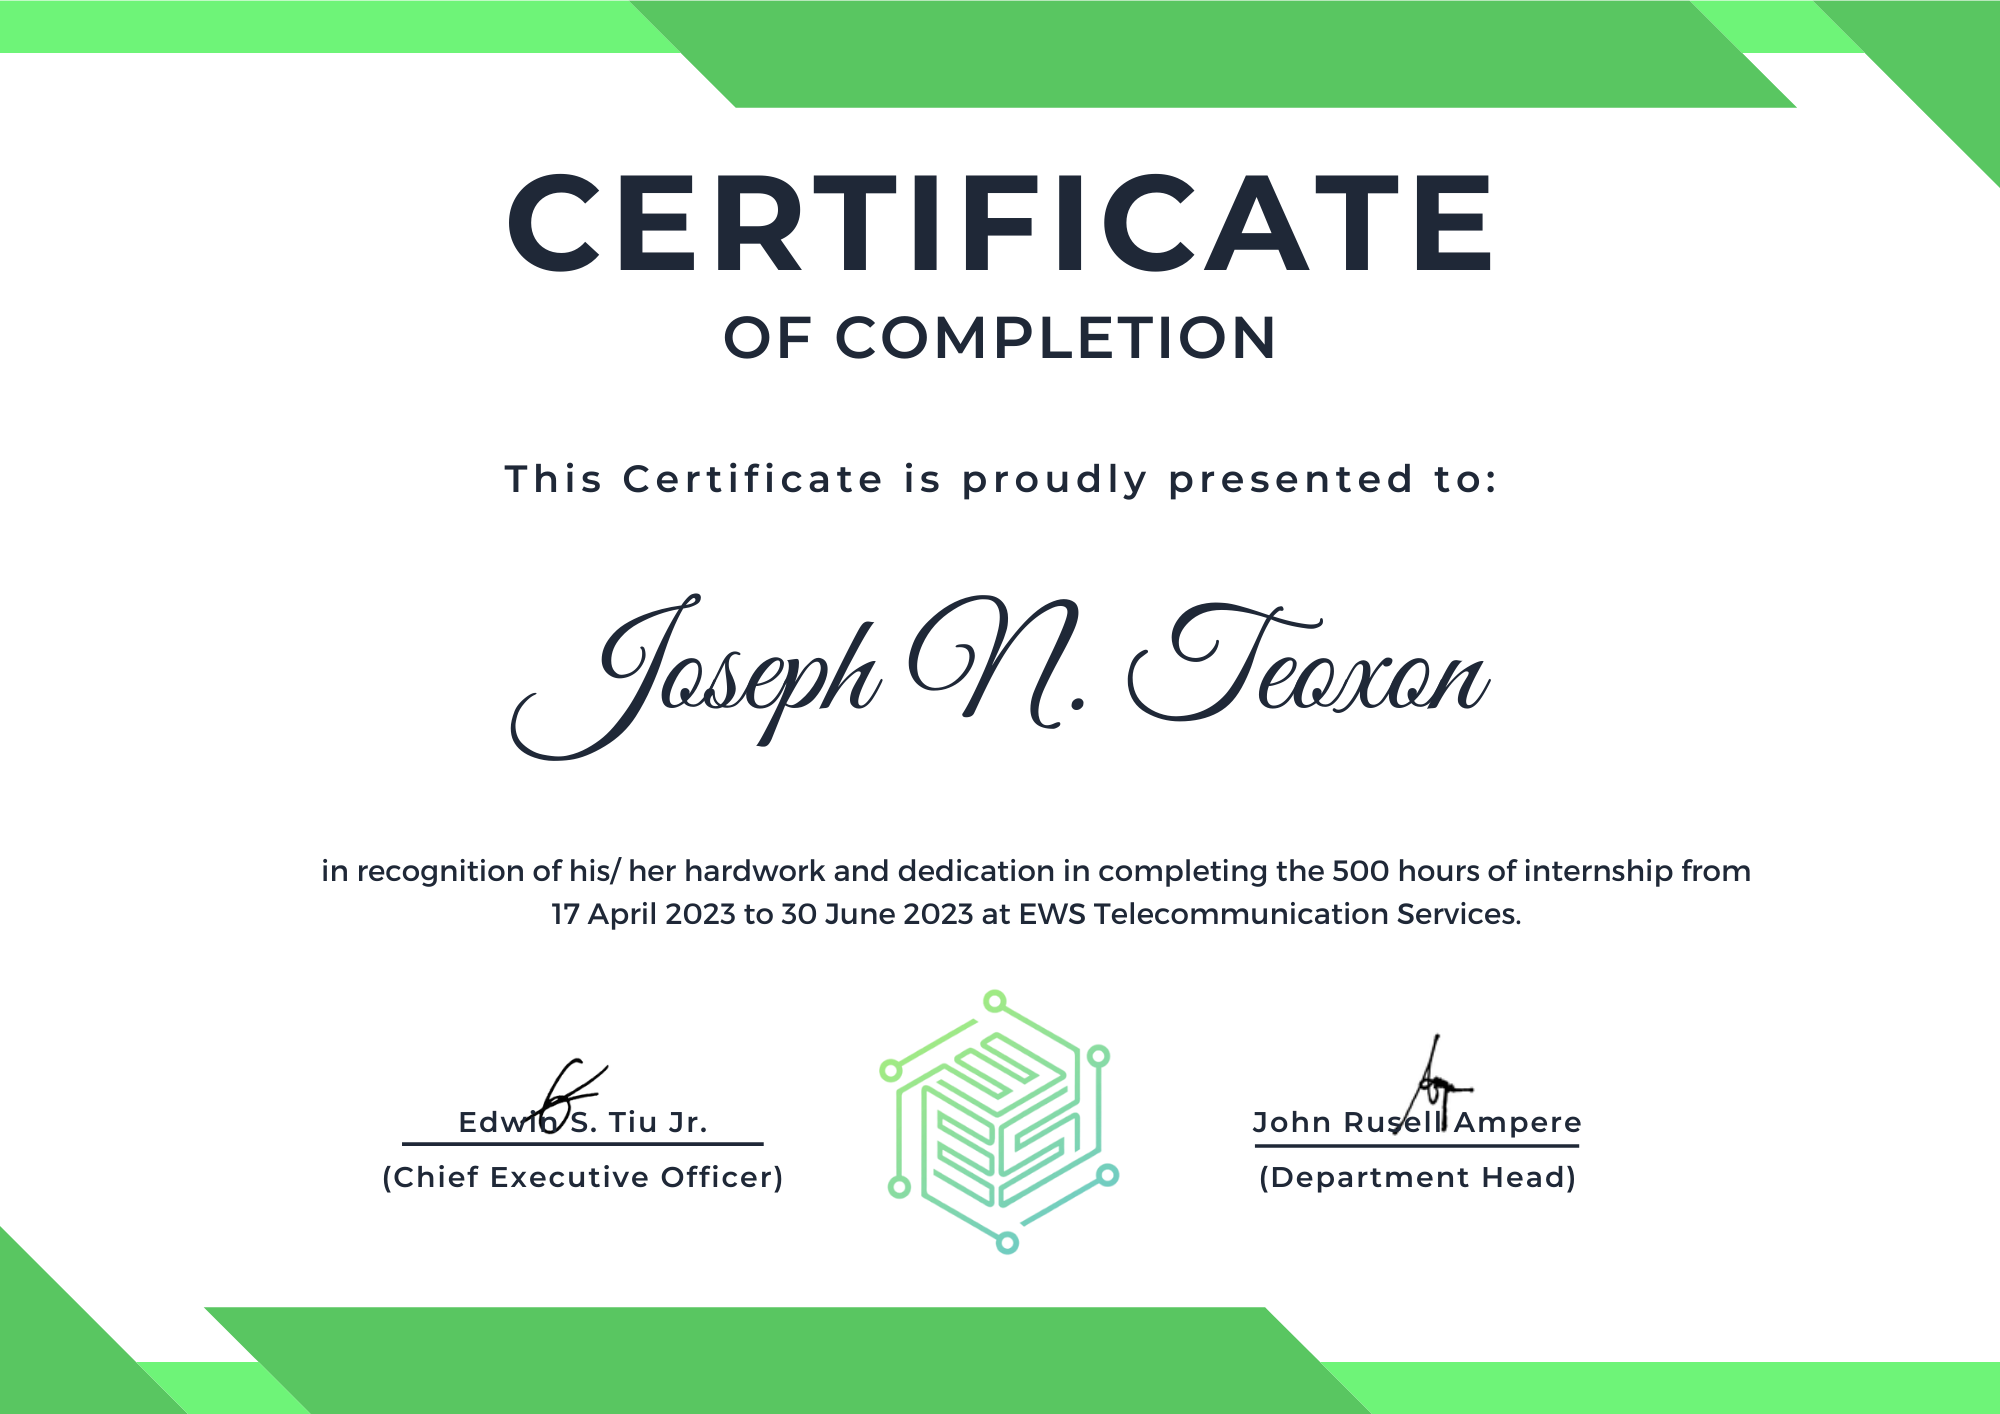 CERTIFICATE
OF COMPLETION
This Certificate is proudly presented to:
Joseph N. Teoxon
in recognition of his/ her hardwork and dedication in completing the 500 hours of internship from
17 April 2023 to 30 June 2023 at EWS Telecommunication Services.
Edwin S. Tiu Jr.
(Chief Executive Officer)
John Rusell Ampere
(Department Head)